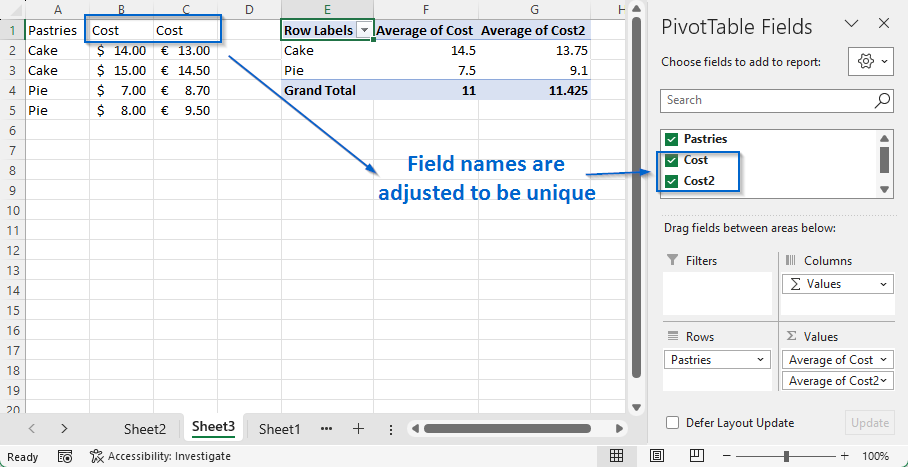 A B C D E F G H
1 Pastries Cost Cost Row Labels Average of Cost Average of Cost2
2 Cake $ 14.00 € 13.00 Cake 14.5 13.75
3 Cake $ 15.00 € 14.50 Pie 7.5 9.1
4 Pie $ 7.00 € 8.70 Grand Total 11 11.425
5 Pie $ 8.00 € 9.50
6
7
8
9
10
11
12
13
14
15
16
17
18
19
20
Field names are
adjusted to be unique
Sheet2 Sheet3 Sheet1
Ready Accessibility: Investigate 100%
PivotTable Fields
Choose fields to add to report:
Search
Pastries
Cost
Cost2
Drag fields between areas below:
Filters Columns
Σ Values
Rows Σ Values
Pastries Average of Cost
Average of Cost2
Defer Layout Update Update